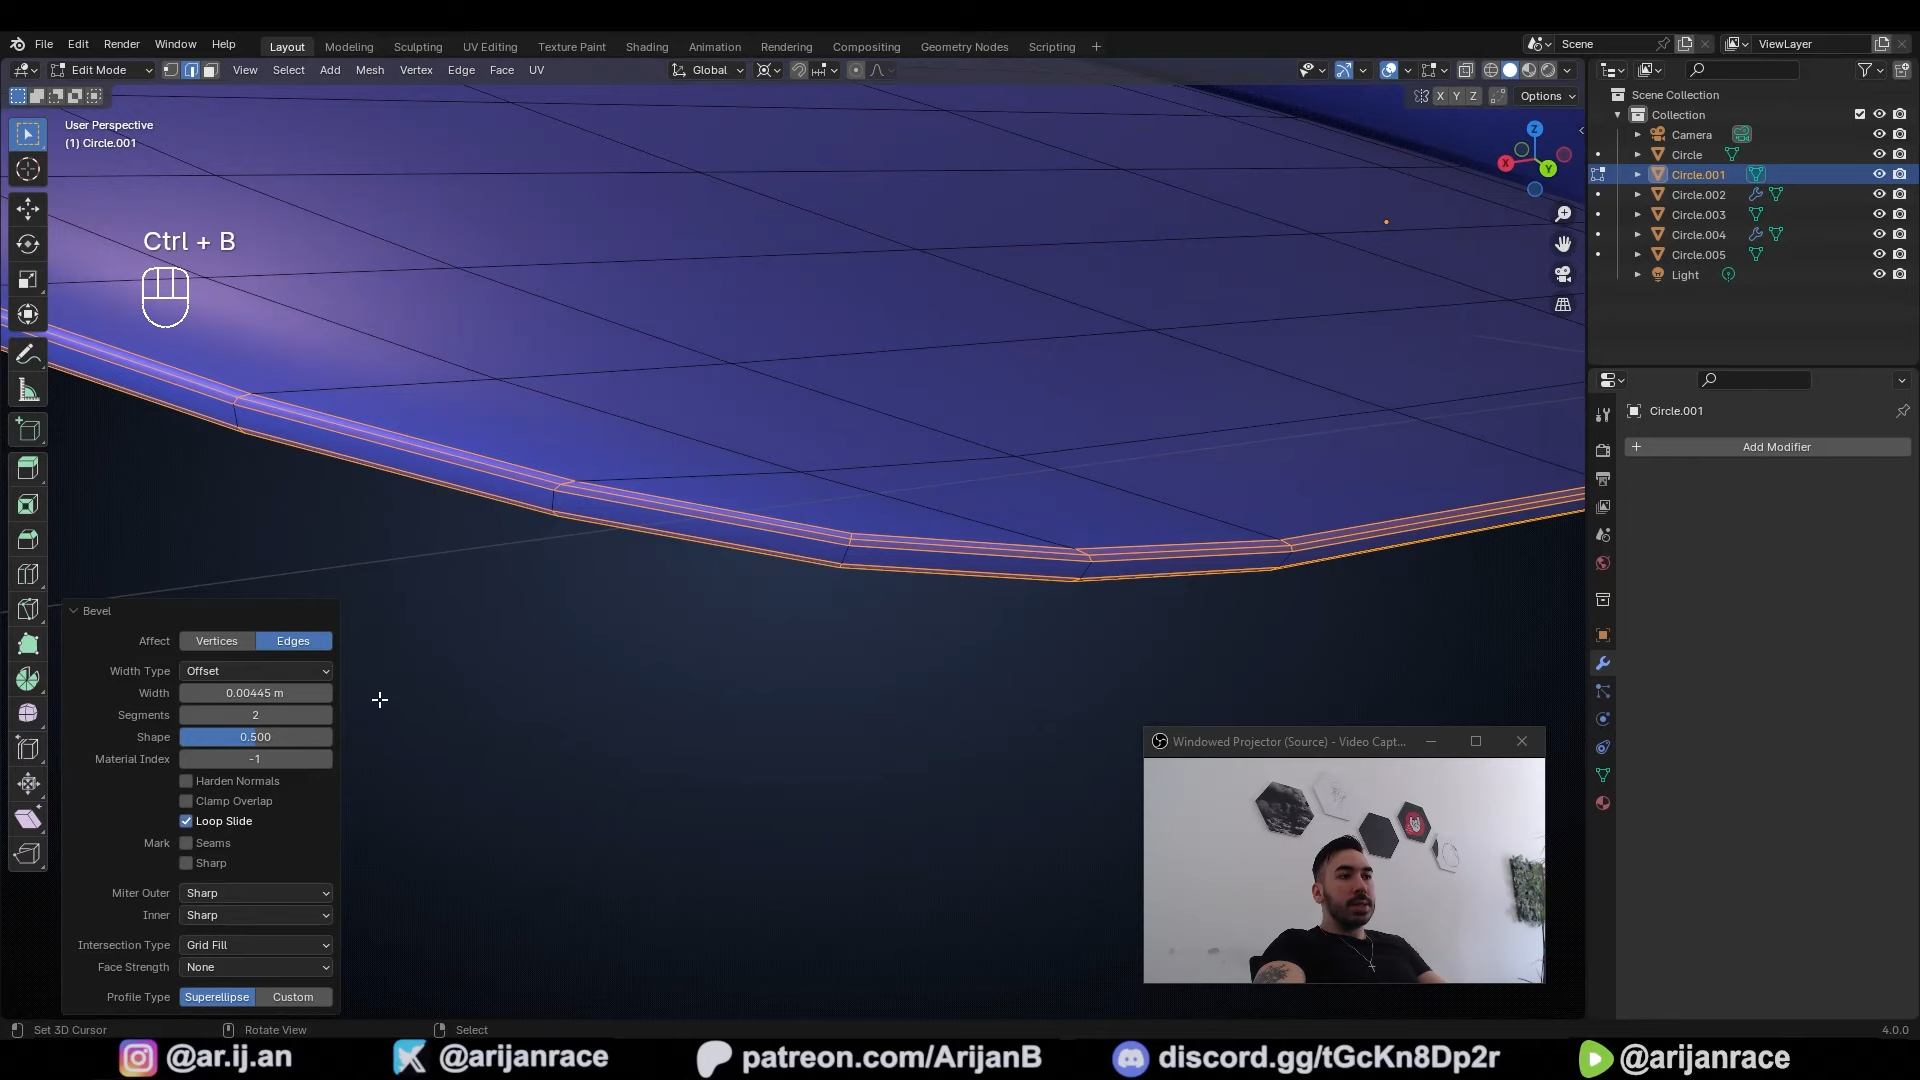 File Edit Render Window Help Layout Modeling Sculpting UV Editing Texture Paint Shading Animation Rendering Compositing Geometry Nodes Scripting + Scene ViewLayer
Edit Mode View Select Add Mesh Vertex Edge Face UV Global
X Y Z Options
User Perspective
(1) Circle.001
Z
X
Y
Ctrl + B
Scene Collection
Collection
Camera
Circle
Circle.001
Circle.002
Circle.003
Circle.004
Circle.005
Light
Circle.001
+ Add Modifier
Bevel
Affect Vertices Edges
Width Type Offset
Width 0.00445 m
Segments 2
Shape 0.500
Material Index -1
Harden Normals
Clamp Overlap
Loop Slide
Mark Seams
Sharp
Miter Outer Sharp
Inner Sharp
Intersection Type Grid Fill
Face Strength None
Profile Type Superellipse Custom
Windowed Projector (Source) - Video Capt...
Set 3D Cursor Rotate View Select 4.0.0
@ar.ij.an @arijanrace patreon.com/ArijanB discord.gg/tGcKn8Dp2r @arijanrace